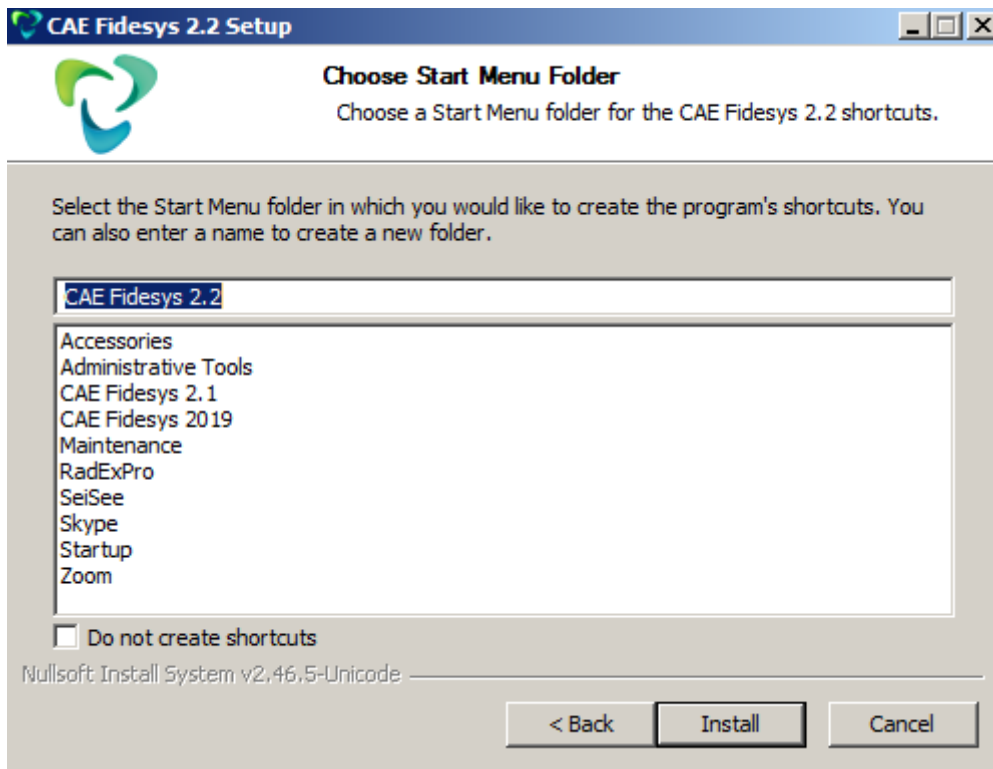 CAE Fidesys 2.2 Setup
Choose Start Menu Folder
Choose a Start Menu folder for the CAE Fidesys 2.2 shortcuts.
Select the Start Menu folder in which you would like to create the program's shortcuts. You
can also enter a name to create a new folder.
CAE Fidesys 2.2
Accessories
Administrative Tools
CAE Fidesys 2.1
CAE Fidesys 2019
Maintenance
RadExPro
SeiSee
Skype
Startup
Zoom
Do not create shortcuts
Nullsoft Install System v2.46.5-Unicode
< Back
Install
Cancel